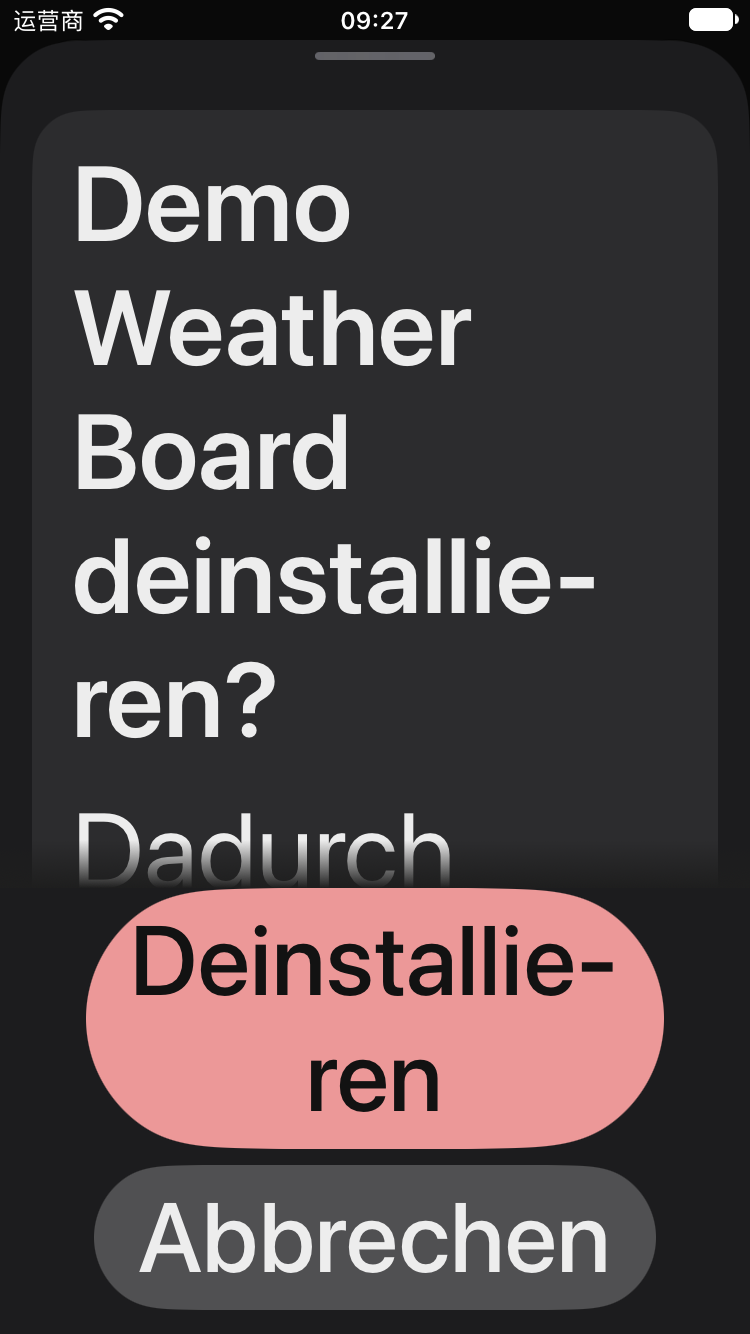 运营商 09:27
Demo
Weather
Board
deinstallie-
ren?
Dadurch
Deinstallie-
ren
Abbrechen